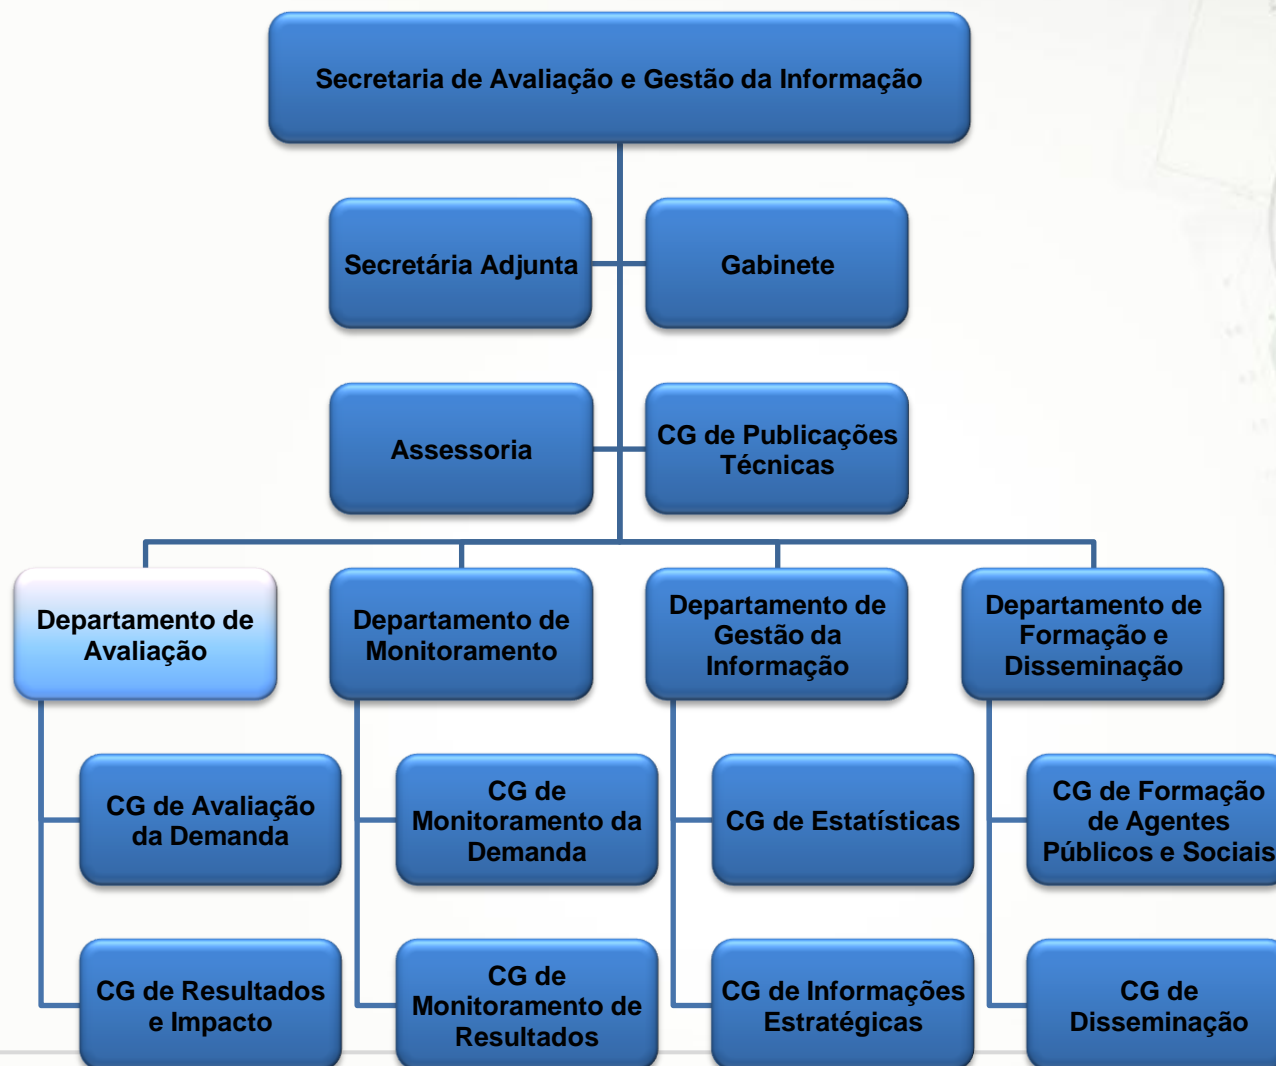 Secretaria de Avaliação e Gestão da Informação
Secretária Adjunta
Gabinete
Assessoria
CG de Publicações
Técnicas
Departamento de
Avaliação
Departamento de
Monitoramento
Departamento de
Gestão da
Informação
Departamento de
Formação e
Disseminação
CG de Avaliação
da Demanda
CG de
Monitoramento da
Demanda
CG de Estatísticas
CG de Formação
de Agentes
Públicos e Sociais
CG de Resultados
e Impacto
CG de
Monitoramento de
Resultados
CG de Informações
Estratégicas
CG de
Disseminação